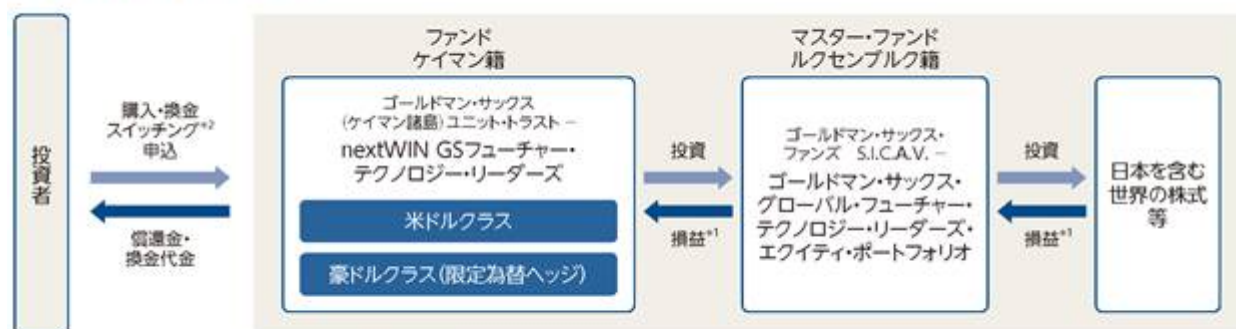 投資者
購入・換金
スイッチング*2
申込
償還金・
換金代金
ファンド
ケイマン籍
ゴールドマン・サックス
(ケイマン諸島)ユニット・トラスト −
nextWIN GSフューチャー・
テクノロジー・リーダーズ
米ドルクラス
豪ドルクラス(限定為替ヘッジ)
投資
損益*1
マスター・ファンド
ルクセンブルク籍
ゴールドマン・サックス・
ファンズ S.I.C.A.V. −
ゴールドマン・サックス・
グローバル・フューチャー・
テクノロジー・リーダーズ・
エクイティ・ポートフォリオ
投資
損益*1
日本を含む
世界の株式
等